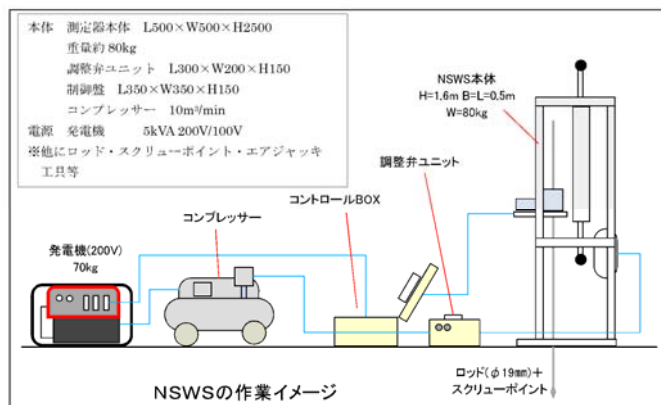 本体 測定器本体 L500×W500×H2500
重量約80kg
調整弁ユニット L300×W200×H150
制御盤 L350×W350×H150
コンプレッサー 10m³/min
電源 発電機 5kVA 200V/100V
※他にロッド・スクリューポイント・エアジャッキ
工具等
NSWS本体
H=1.6m B=L=0.5m
W=80kg
調整弁ユニット
コントロールBOX
コンプレッサー
発電機(200V)
70kg
ロッド(φ19mm)+
スクリューポイント
NSWSの作業イメージ